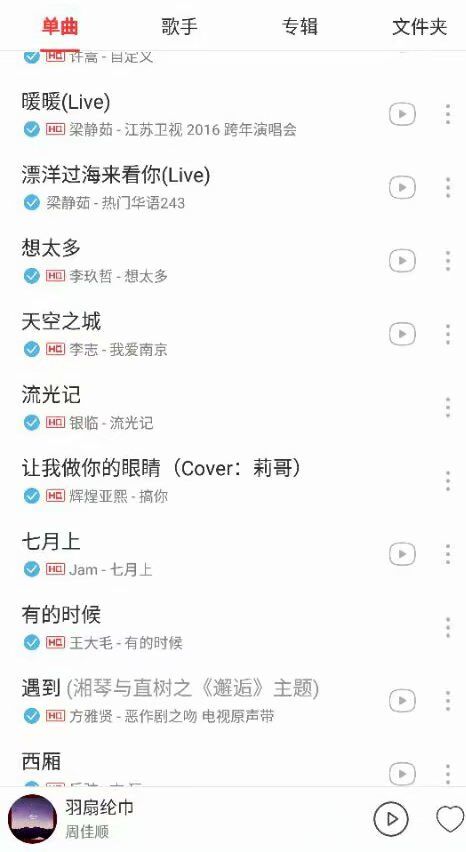 单曲 歌手 专辑 文件夹
HQ 许嵩 - 自定义
暖暖(Live)
HQ 梁静茹 - 江苏卫视 2016 跨年演唱会
漂洋过海来看你(Live)
梁静茹 - 热门华语243
想太多
HQ 李玖哲 - 想太多
天空之城
HQ 李志 - 我爱南京
流光记
HQ 银临 - 流光记
让我做你的眼睛（Cover：莉哥）
HQ 辉煌亚熙 - 搞你
七月上
HQ Jam - 七月上
有的时候
HQ 王大毛 - 有的时候
遇到 (湘琴与直树之《邂逅》主题)
HQ 方雅贤 - 恶作剧之吻 电视原声带
西厢
羽扇纶巾
周佳顺